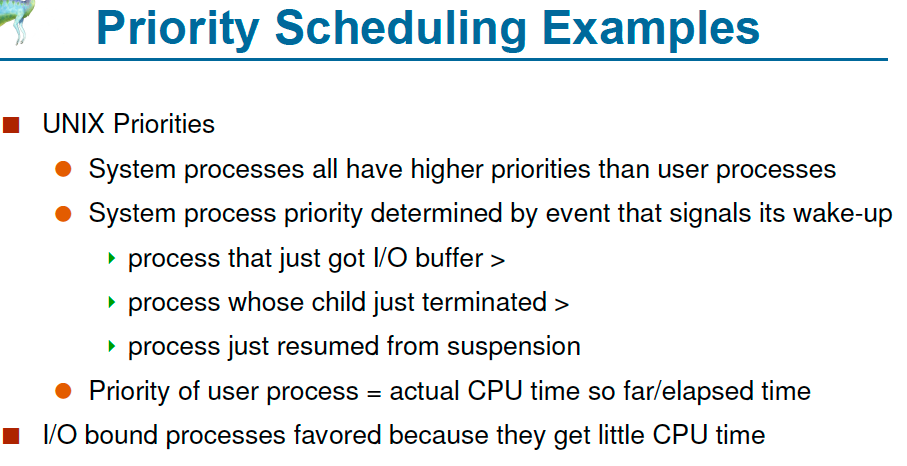 Priority Scheduling Examples
UNIX Priorities
System processes all have higher priorities than user processes
System process priority determined by event that signals its wake-up
process that just got I/O buffer >
process whose child just terminated >
process just resumed from suspension
Priority of user process = actual CPU time so far/elapsed time
I/O bound processes favored because they get little CPU time